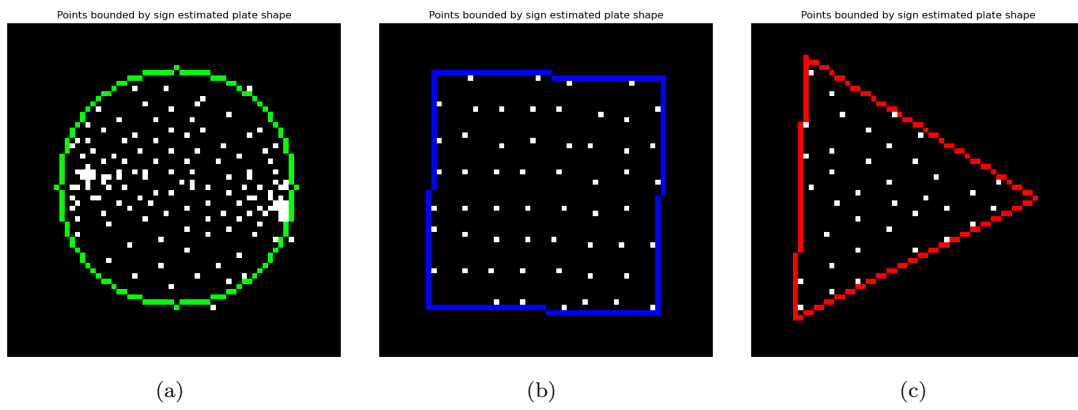 Points bounded by sign estimated plate shape
Points bounded by sign estimated plate shape
Points bounded by sign estimated plate shape
(a)
(b)
(c)